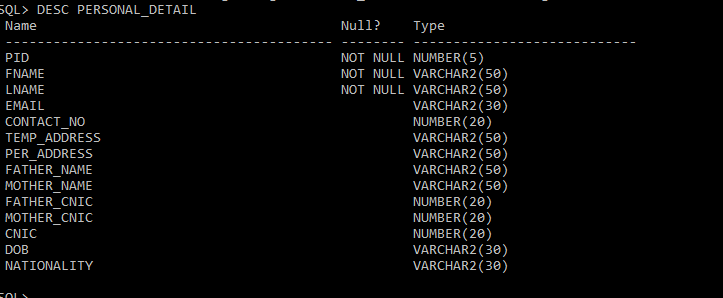 SQL> DESC PERSONAL_DETAIL
Name Null? Type
----------------------------------------- -------- ----------------------------
PID NOT NULL NUMBER(5)
FNAME NOT NULL VARCHAR2(50)
LNAME NOT NULL VARCHAR2(50)
EMAIL VARCHAR2(30)
CONTACT_NO NUMBER(20)
TEMP_ADDRESS VARCHAR2(50)
PER_ADDRESS VARCHAR2(50)
FATHER_NAME VARCHAR2(50)
MOTHER_NAME VARCHAR2(50)
FATHER_CNIC NUMBER(20)
MOTHER_CNIC NUMBER(20)
CNIC NUMBER(20)
DOB VARCHAR2(30)
NATIONALITY VARCHAR2(30)
SQL>